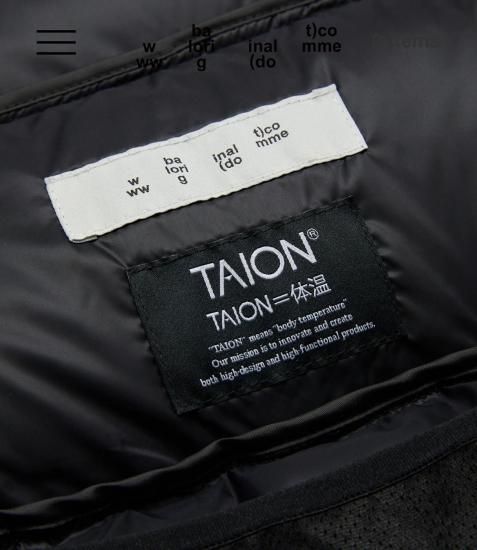 ba t)co
w lori inal mme
ww g (do
ba t)co
w lori inal mme
ww g (do
TAION®
TAION=体温
"TAION" means "body temperature"
Our mission is to innovate and create
both high-design and high-functional products.